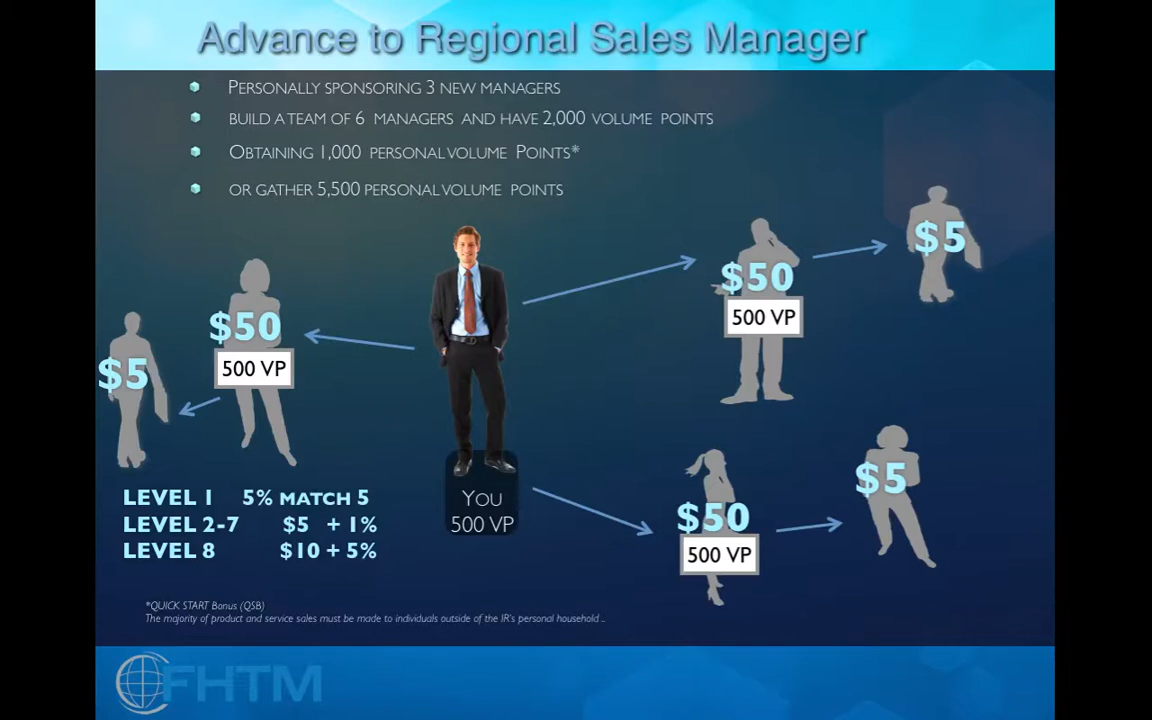 Advance to Regional Sales Manager
PERSONALLY SPONSORING 3 NEW MANAGERS
BUILD A TEAM OF 6 MANAGERS AND HAVE 2,000 VOLUME POINTS
OBTAINING 1,000 PERSONAL VOLUME POINTS*
OR GATHER 5,500 PERSONAL VOLUME POINTS
$5
$50
500 VP
$50
500 VP
$5
YOU
500 VP
$5
$50
500 VP
LEVEL 1 5% MATCH 5
LEVEL 2-7 $5 + 1%
LEVEL 8 $10 + 5%
*QUICK START Bonus (QSB)
The majority of product and service sales must be made to individuals outside of the IR's personal household ..
FHTM